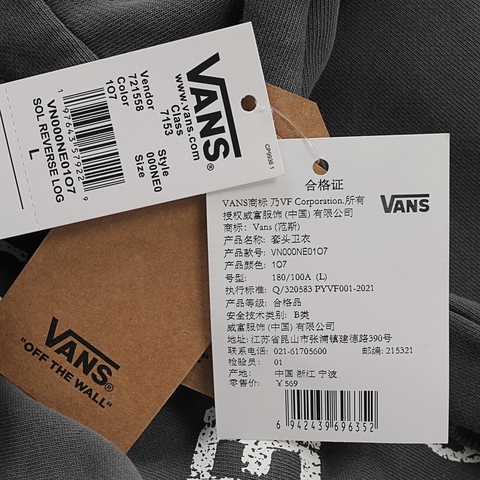 VANS
www.vans.com
Class
7153
Vendor
721558
Color
107
Style
000NE0
Size
Size
VN000NE0107
SOL REVERSE LOG
L
VANS
"OFF THE WALL"
合格证
VANS
VANS商标乃VF Corporation.所有
授权威富服饰(中国)有限公司
商标: Vans (范斯)
产品名称: 套头卫衣
产品款号: VN000NE0107
产品颜色: 107
号型: 180/100A (L)
执行标准: Q/320583 PYVF001-2021
产品等级: 合格品
安全技术类别: B类
威富服饰(中国)有限公司
地址: 江苏省昆山市张浦镇建德路390号
联系电话: 021-61705600 邮编: 215321
检验员: 01
产地: 中国 浙江 宁波
零售价: ¥569
6 942439 696352